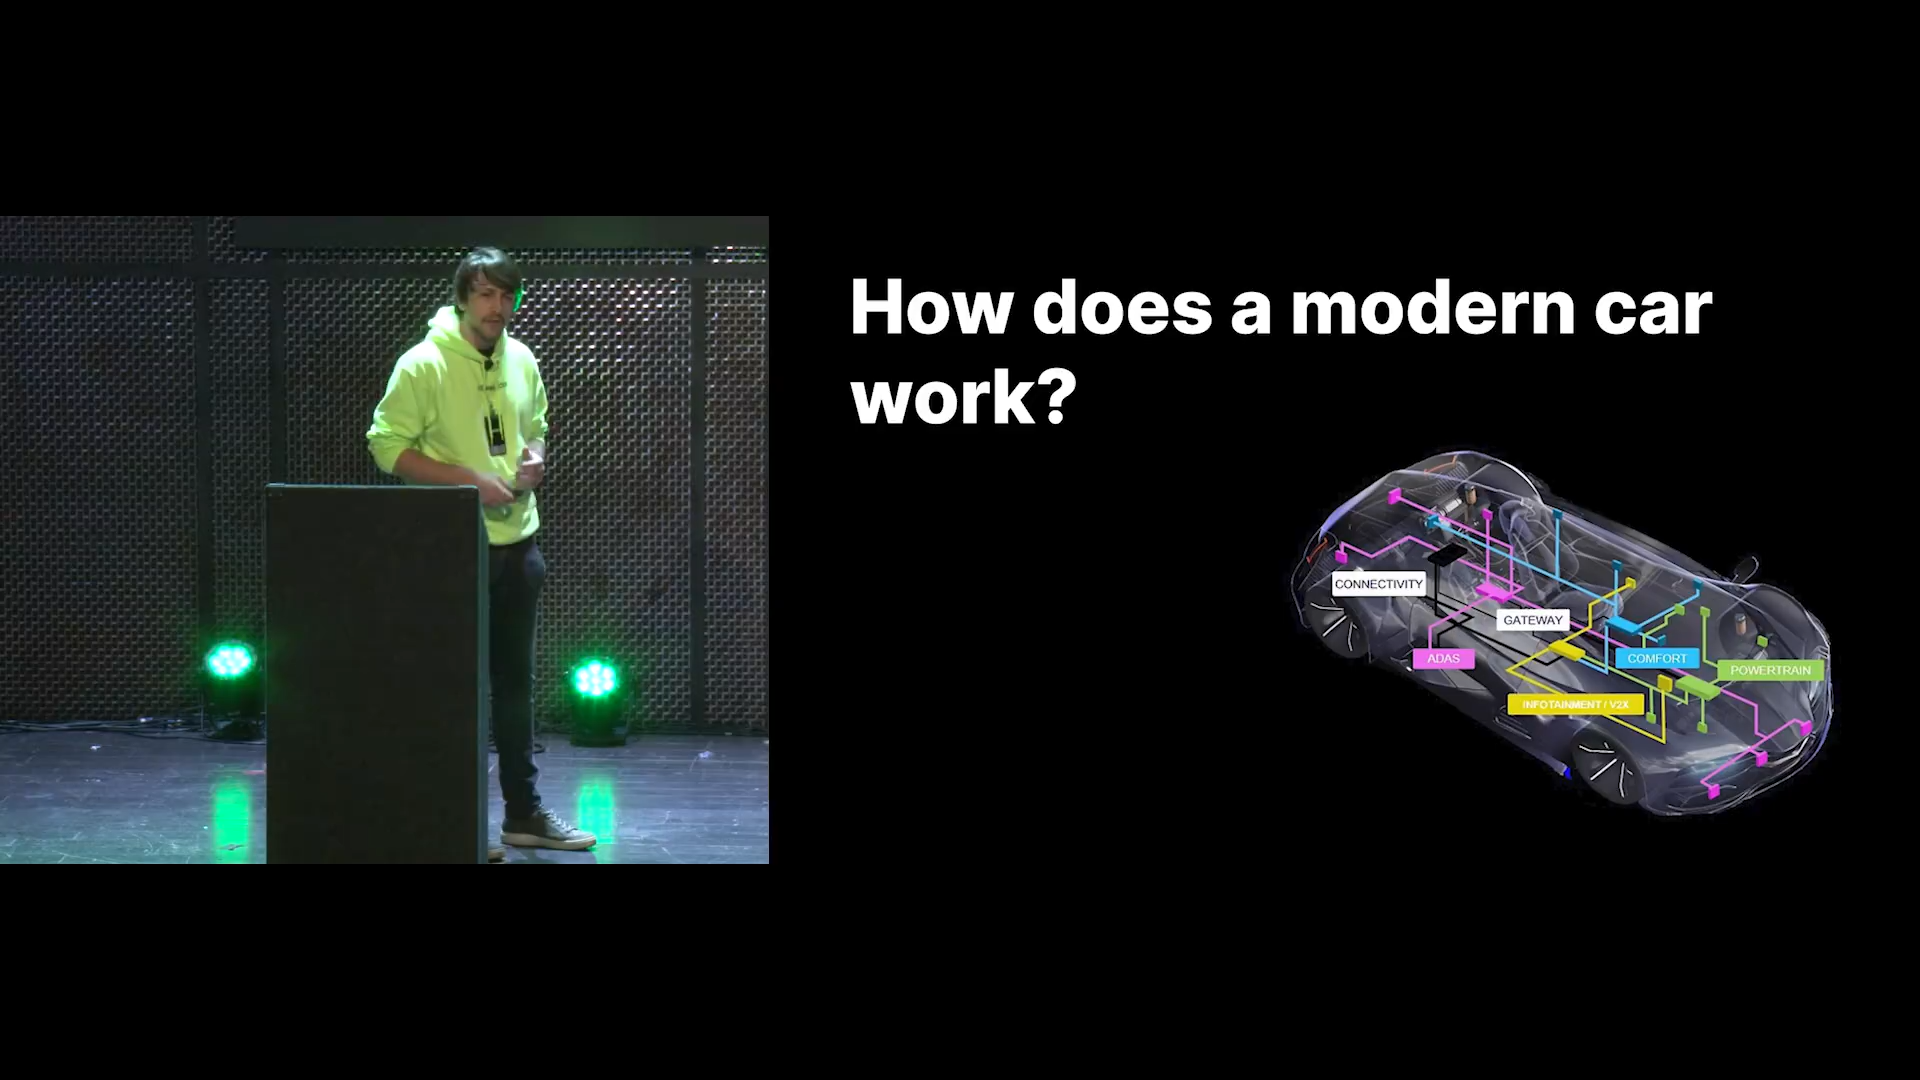 How does a modern car
work?
CONNECTIVITY
GATEWAY
ADAS
COMFORT
POWERTRAIN
INFOTAINMENT / V2X